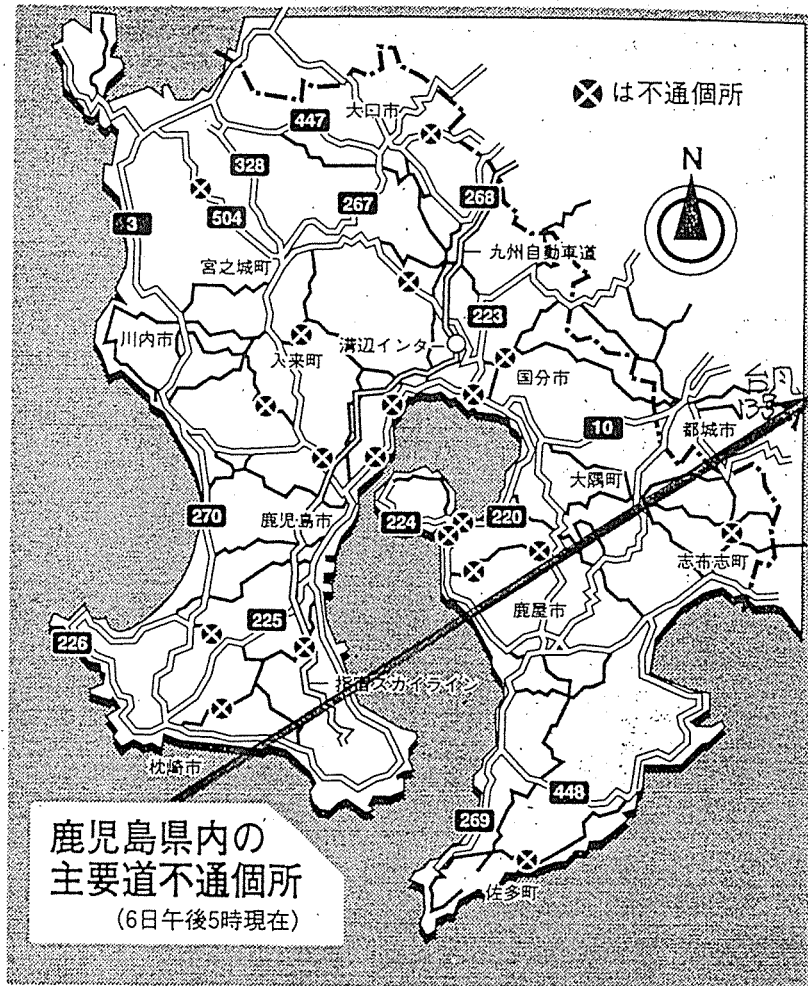 は不通個所
N
大口市
447
328
504
267
268
3
九州自動車道
宮之城町
223
川内市
入来町
溝辺インタ
国分市
台風
10
都城市
大隅町
270
鹿児島市
224
220
志布志町
鹿屋市
225
226
指宿スカイライン
枕崎市
448
269
佐多町
鹿児島県内の
主要道不通個所
(6日午後5時現在)